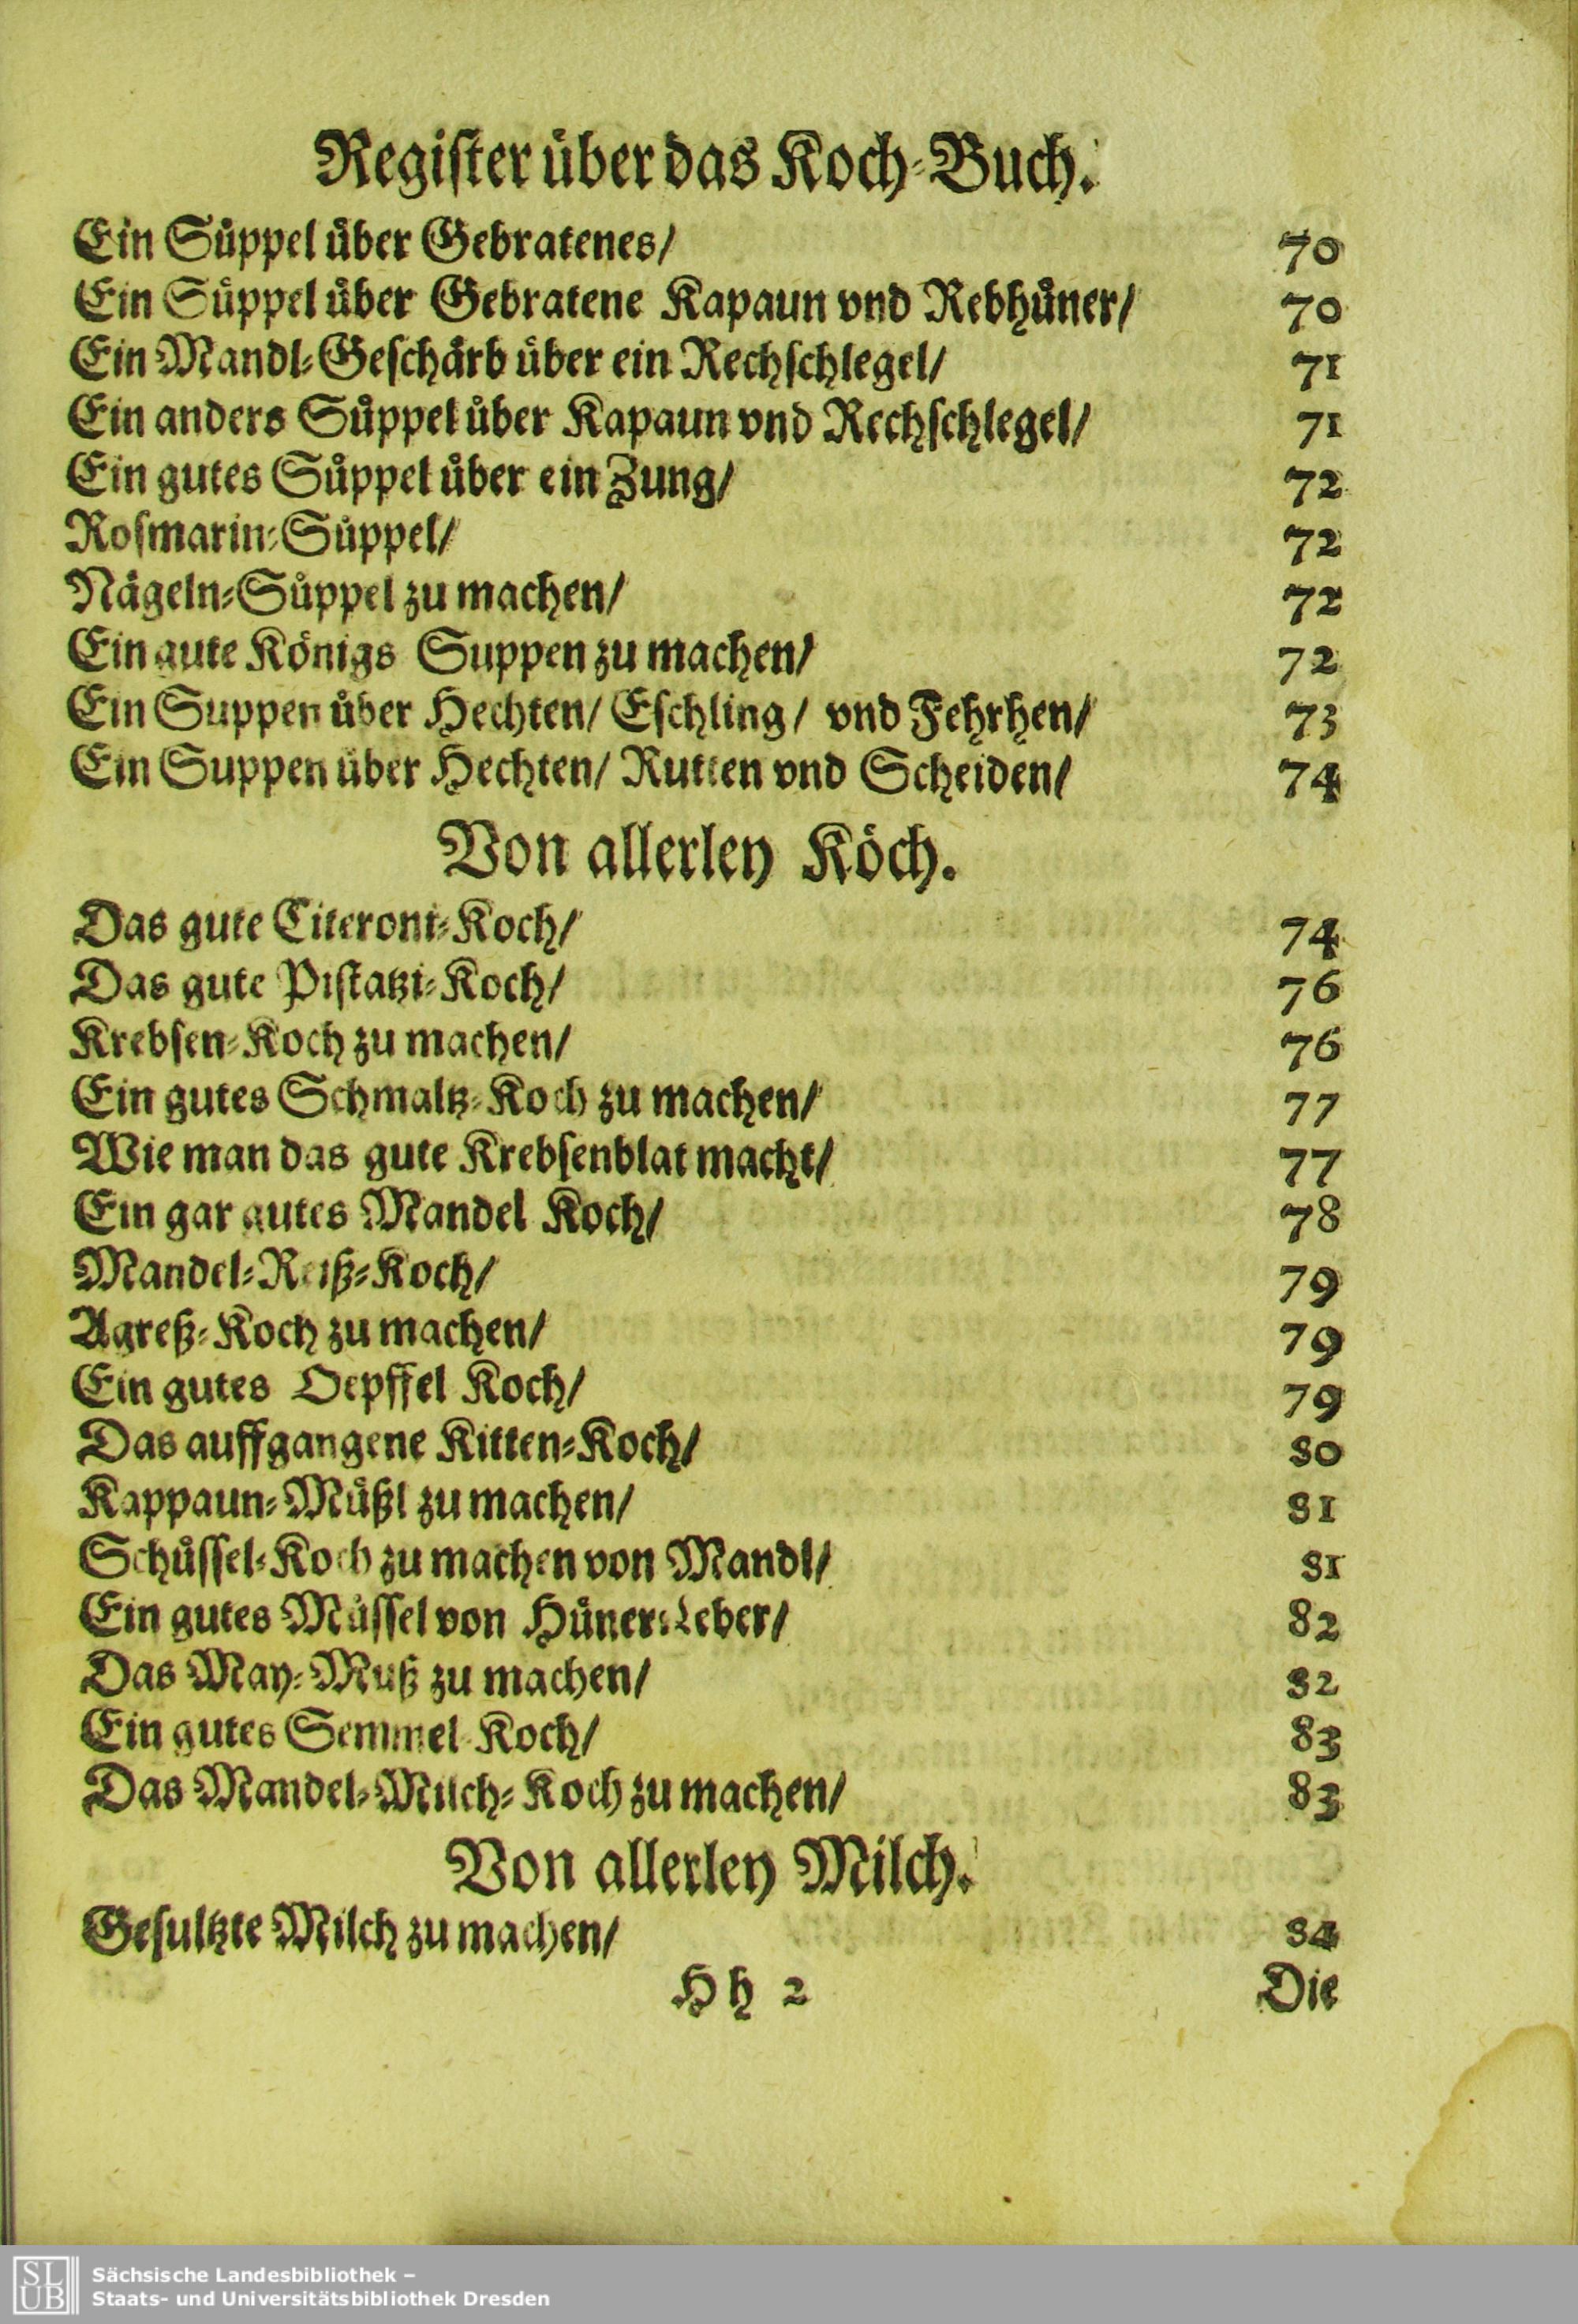 Register über das Koch-Buch.
Ein Süppel über Gebratenes/ 70
Ein Süppel über Gebratene Kapaun vnd Rebhüner/ 70
Ein Mandl-Geschärb über ein Rechschlegel/ 71
Ein anders Süppel über Kapaun vnd Rechschlegel/ 71
Ein gutes Süppel über ein Zung/ 72
Rosmarin-Süppel/ 72
Nägeln-Süppel zu machen/ 72
Ein gute Königs Suppen zu machen/ 72
Ein Suppen über Hechten/ Eschling/ vnd Fehrhen/ 73
Ein Suppen über Hechten/ Rutten vnd Scheiden/ 74
Von allerley Köch.
Das gute Citeroni-Koch/ 74
Das gute Pistatzi-Koch/ 76
Krebsen-Koch zu machen/ 76
Ein gutes Schmaltz-Koch zu machen/ 77
Wie man das gute Krebsenblat macht/ 77
Ein gar gutes Mandel Koch/ 78
Mandel-Reiß-Koch/ 79
Agreß-Koch zu machen/ 79
Ein gutes Oepffel Koch/ 79
Das auffgangene Kitten-Koch/ 80
Kappaun-Müßl zu machen/ 81
Schüssel-Koch zu machen von Mandl/ 81
Ein gutes Müssel von Hüner-Leber/ 82
Das May-Muß zu machen/ 82
Ein gutes Semmel Koch/ 83
Das Mandel-Milch-Koch zu machen/ 83
Von allerley Milch.
Gesultzte Milch zu machen/ 84
Hh 2 Die
SLUB
Sächsische Landesbibliothek –
Staats- und Universitätsbibliothek Dresden